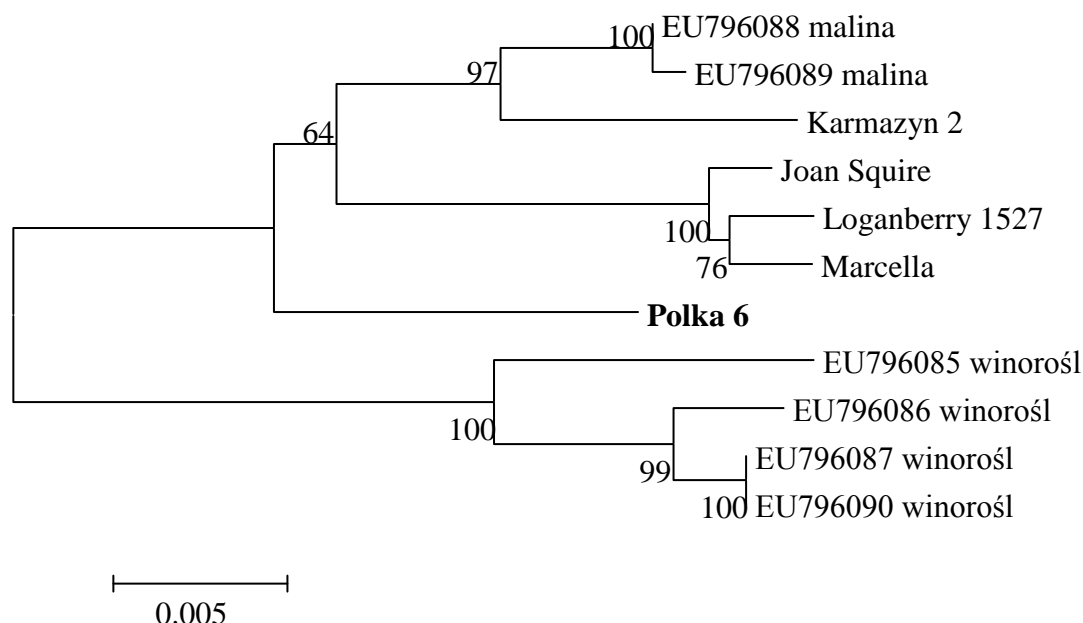 100 EU796088 malina
97 EU796089 malina
Karmazyn 2
64
Joan Squire
Loganberry 1527
100
76 Marcella
Polka 6
EU796085 winorośl
EU796086 winorośl
100
EU796087 winorośl
99
100 EU796090 winorośl
0.005